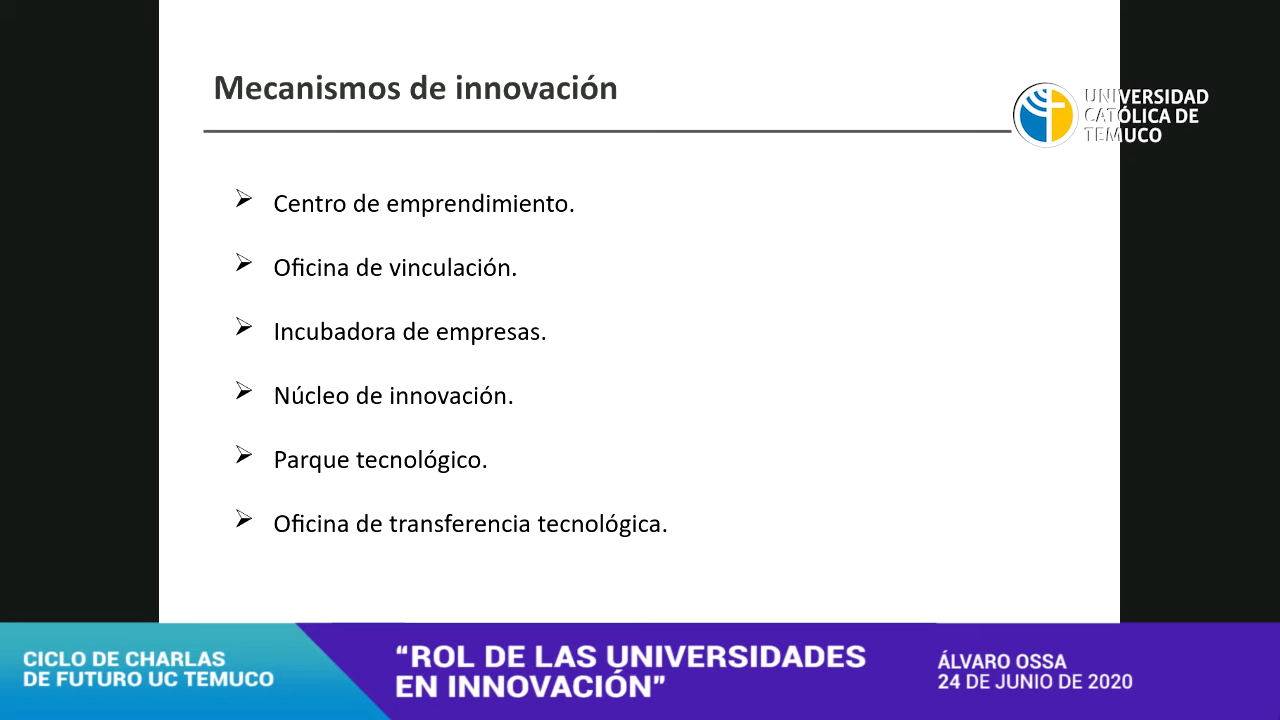 Mecanismos de innovación
UNIVERSIDAD
CATÓLICA DE
TEMUCO
Centro de emprendimiento.
Oficina de vinculación.
Incubadora de empresas.
Núcleo de innovación.
Parque tecnológico.
Oficina de transferencia tecnológica.
CICLO DE CHARLAS
DE FUTURO UC TEMUCO
“ROL DE LAS UNIVERSIDADES
EN INNOVACIÓN”
ÁLVARO OSSA
24 DE JUNIO DE 2020